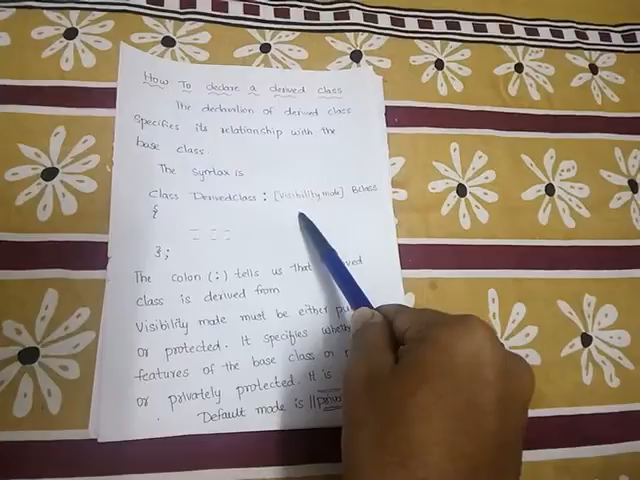 How To declare a derived class
The declaration of derived class
specifies its relationship with the
base class.
The syntax is
Class Derivedclass : [visibility mode] Bclass
{
};
The colon (:) tells us that
class is derived from
Visibility mode must be either
or protected. It specifies
features of the base class or
or privately protected. It is
Default mode is